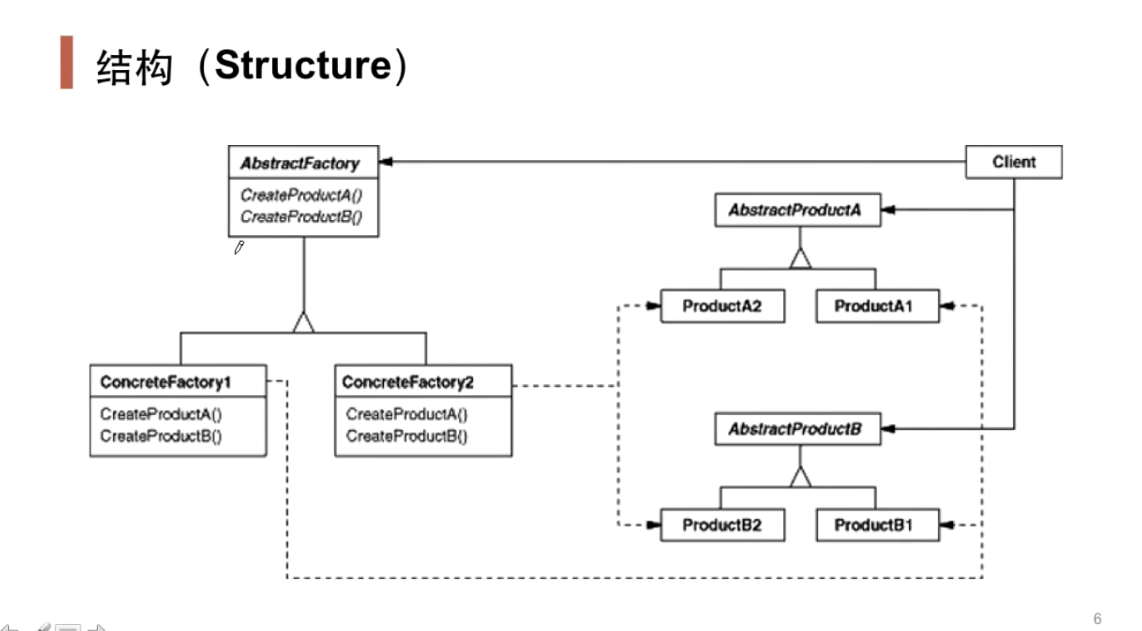 结构（Structure）
AbstractFactory
CreateProductA()
CreateProductB()
Client
AbstractProductA
ProductA2
ProductA1
ConcreteFactory1
CreateProductA()
CreateProductB()
ConcreteFactory2
CreateProductA()
CreateProductB()
AbstractProductB
ProductB2
ProductB1
6